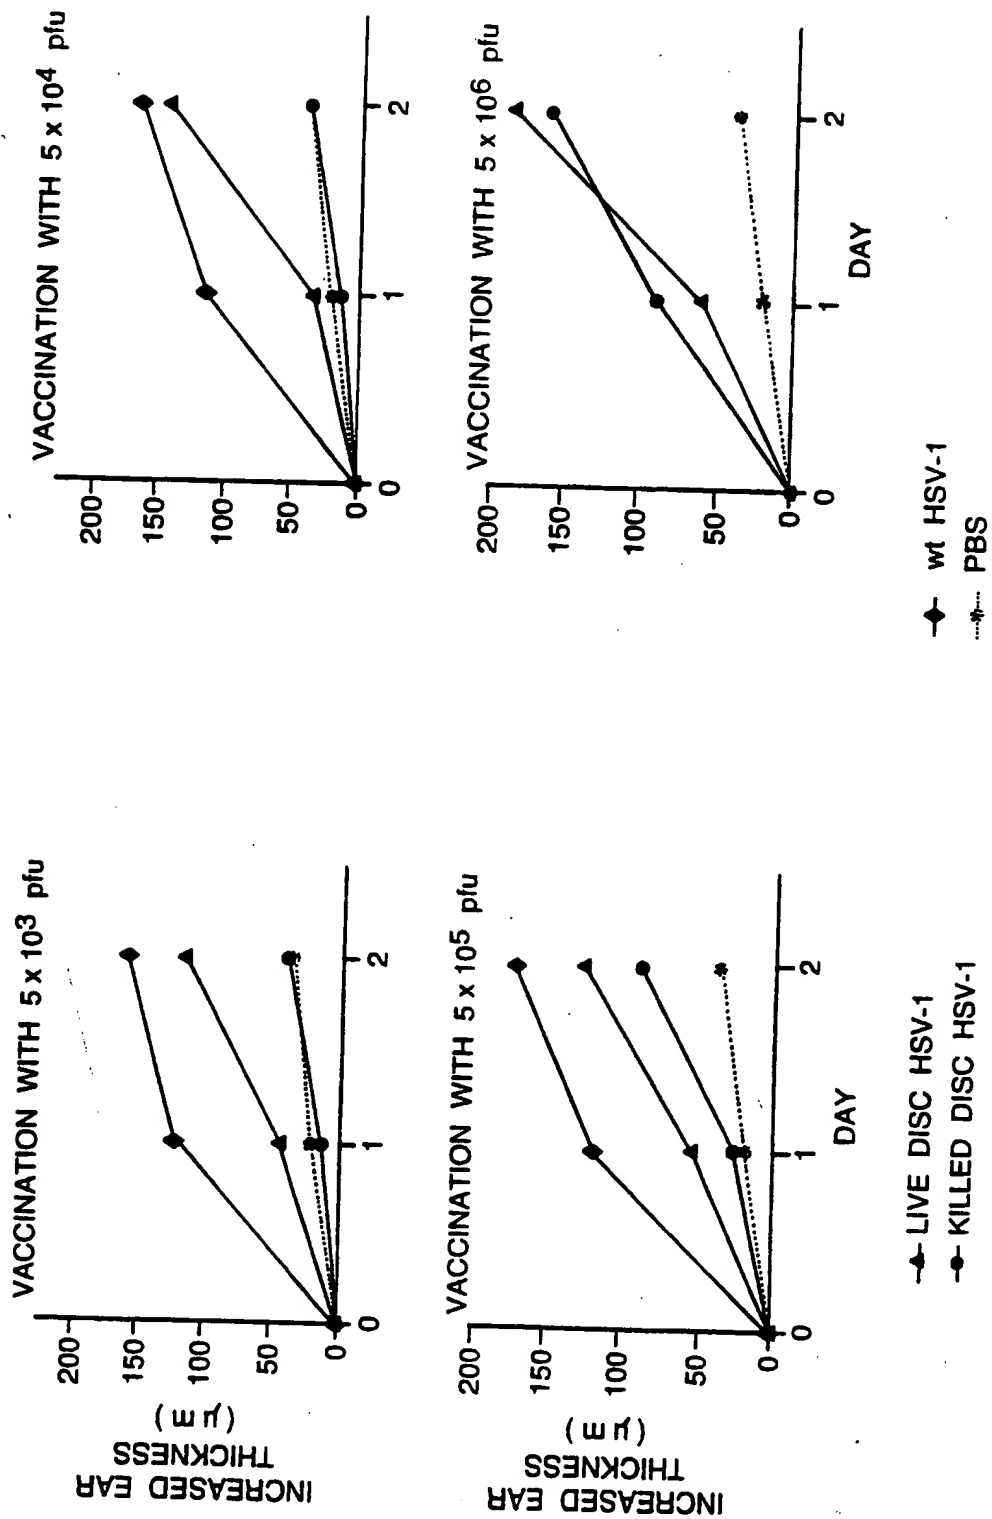 VACCINATION WITH 5 x 10³ pfu
200
150
100
50
0
0
1
2
INCREASED EAR
THICKNESS
(μm)
VACCINATION WITH 5 x 10⁴ pfu
200
150
100
50
0
0
1
2
VACCINATION WITH 5 x 10⁵ pfu
200
150
100
50
0
0
1
2
DAY
INCREASED EAR
THICKNESS
(μm)
VACCINATION WITH 5 x 10⁶ pfu
200
150
100
50
0
0
1
2
DAY
LIVE DISC HSV-1
KILLED DISC HSV-1
wt HSV-1
PBS